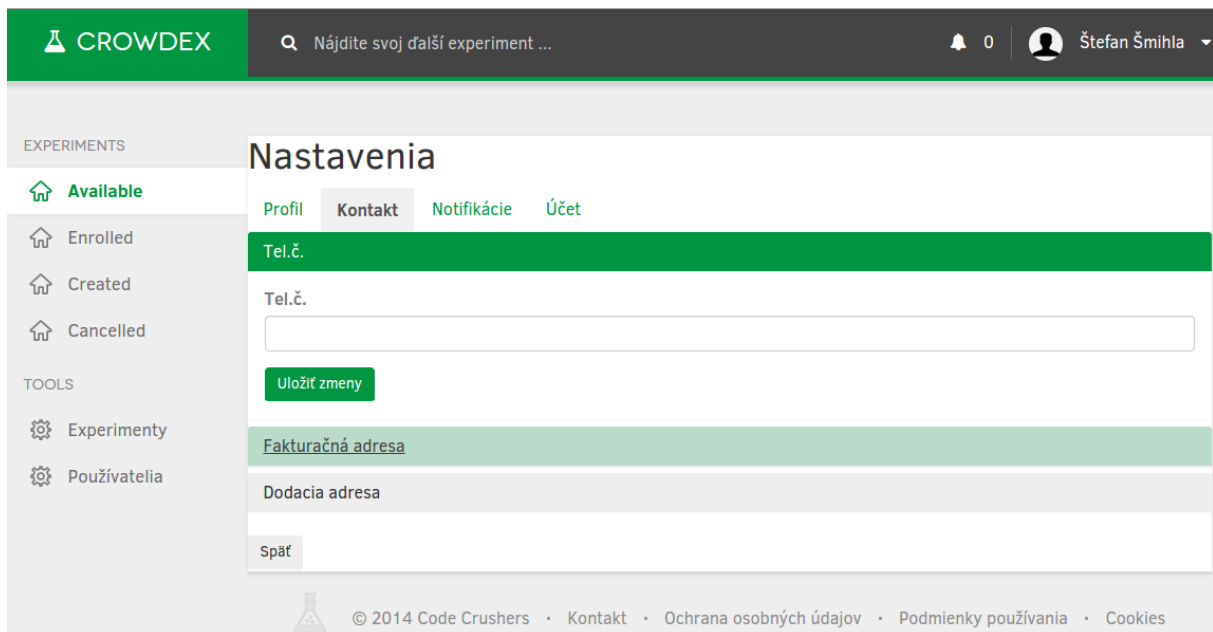 CROWDEX
Nájdite svoj ďalší experiment ...
0
Štefan Šmihla
EXPERIMENTS
Available
Enrolled
Created
Cancelled
TOOLS
Experimenty
Používatelia
Nastavenia
Profil Kontakt Notifikácie Účet
Tel.č.
Tel.č.
Uložiť zmeny
Fakturačná adresa
Dodacia adresa
Späť
© 2014 Code Crushers · Kontakt · Ochrana osobných údajov · Podmienky používania · Cookies